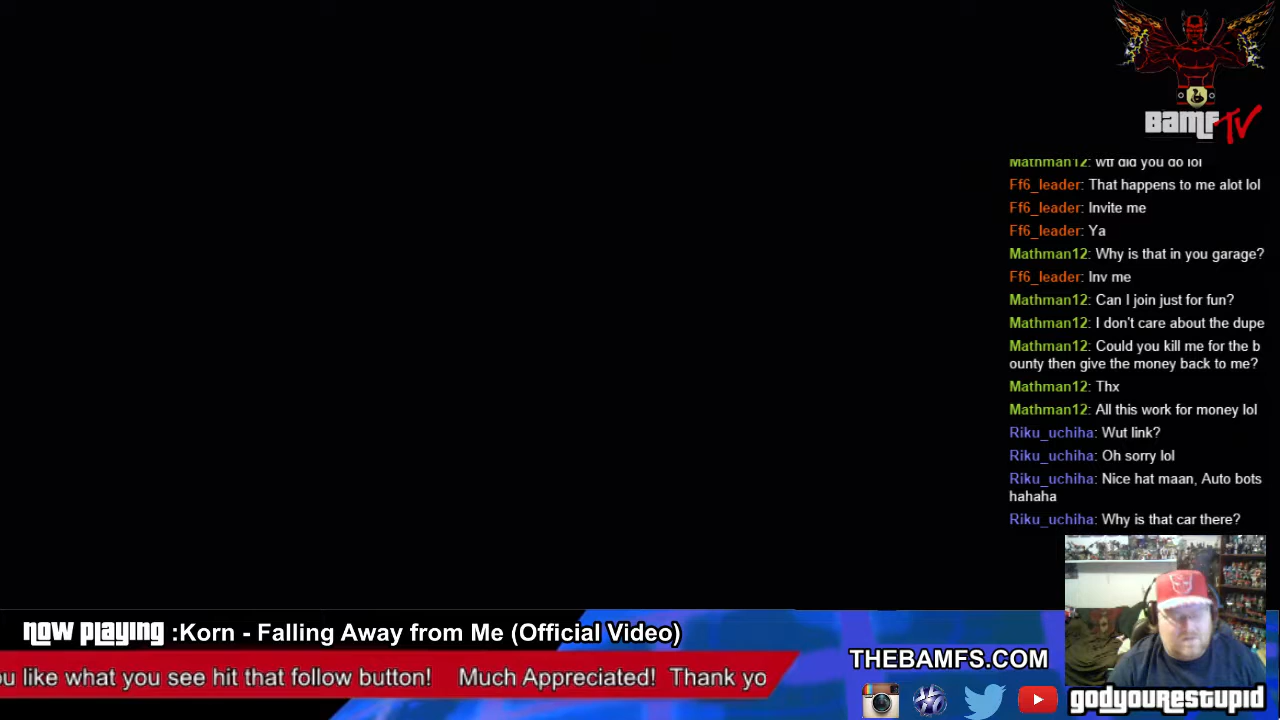 BAMF TV
Mathman12: wtf did you do lol
Ff6_leader: That happens to me alot lol
Ff6_leader: Invite me
Ff6_leader: Ya
Mathman12: Why is that in you garage?
Ff6_leader: Inv me
Mathman12: Can I join just for fun?
Mathman12: I don't care about the dupe
Mathman12: Could you kill me for the b
ounty then give the money back to me?
Mathman12: Thx
Mathman12: All this work for money lol
Riku_uchiha: Wut link?
Riku_uchiha: Oh sorry lol
Riku_uchiha: Nice hat maan, Auto bots
hahaha
Riku_uchiha: Why is that car there?
now playing :Korn - Falling Away from Me (Official Video)
ou like what you see hit that follow button! Much Appreciated! Thank yo
THEBAMFS.COM
godyourestupid